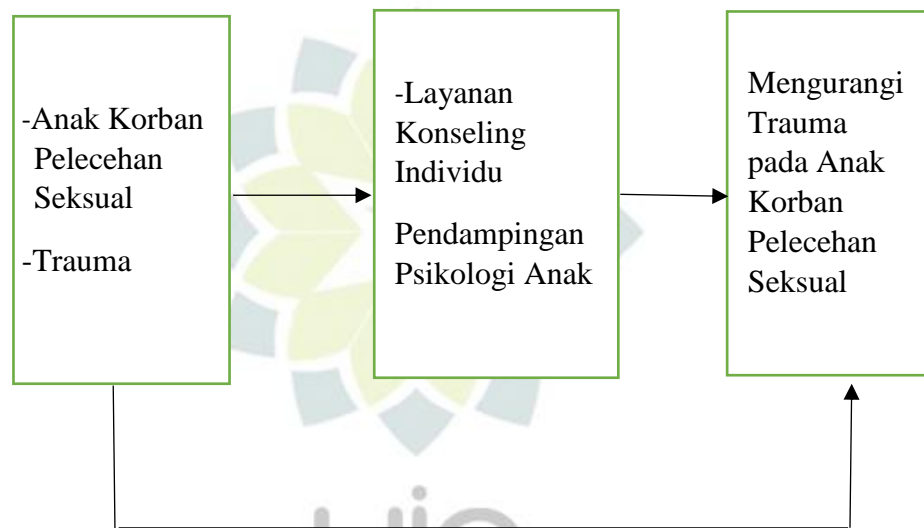 -Anak Korban
Pelecehan
Seksual
-Trauma
-Layanan
Konseling
Individu
Pendampingan
Psikologi Anak
Mengurangi
Trauma
pada Anak
Korban
Pelecehan
Seksual